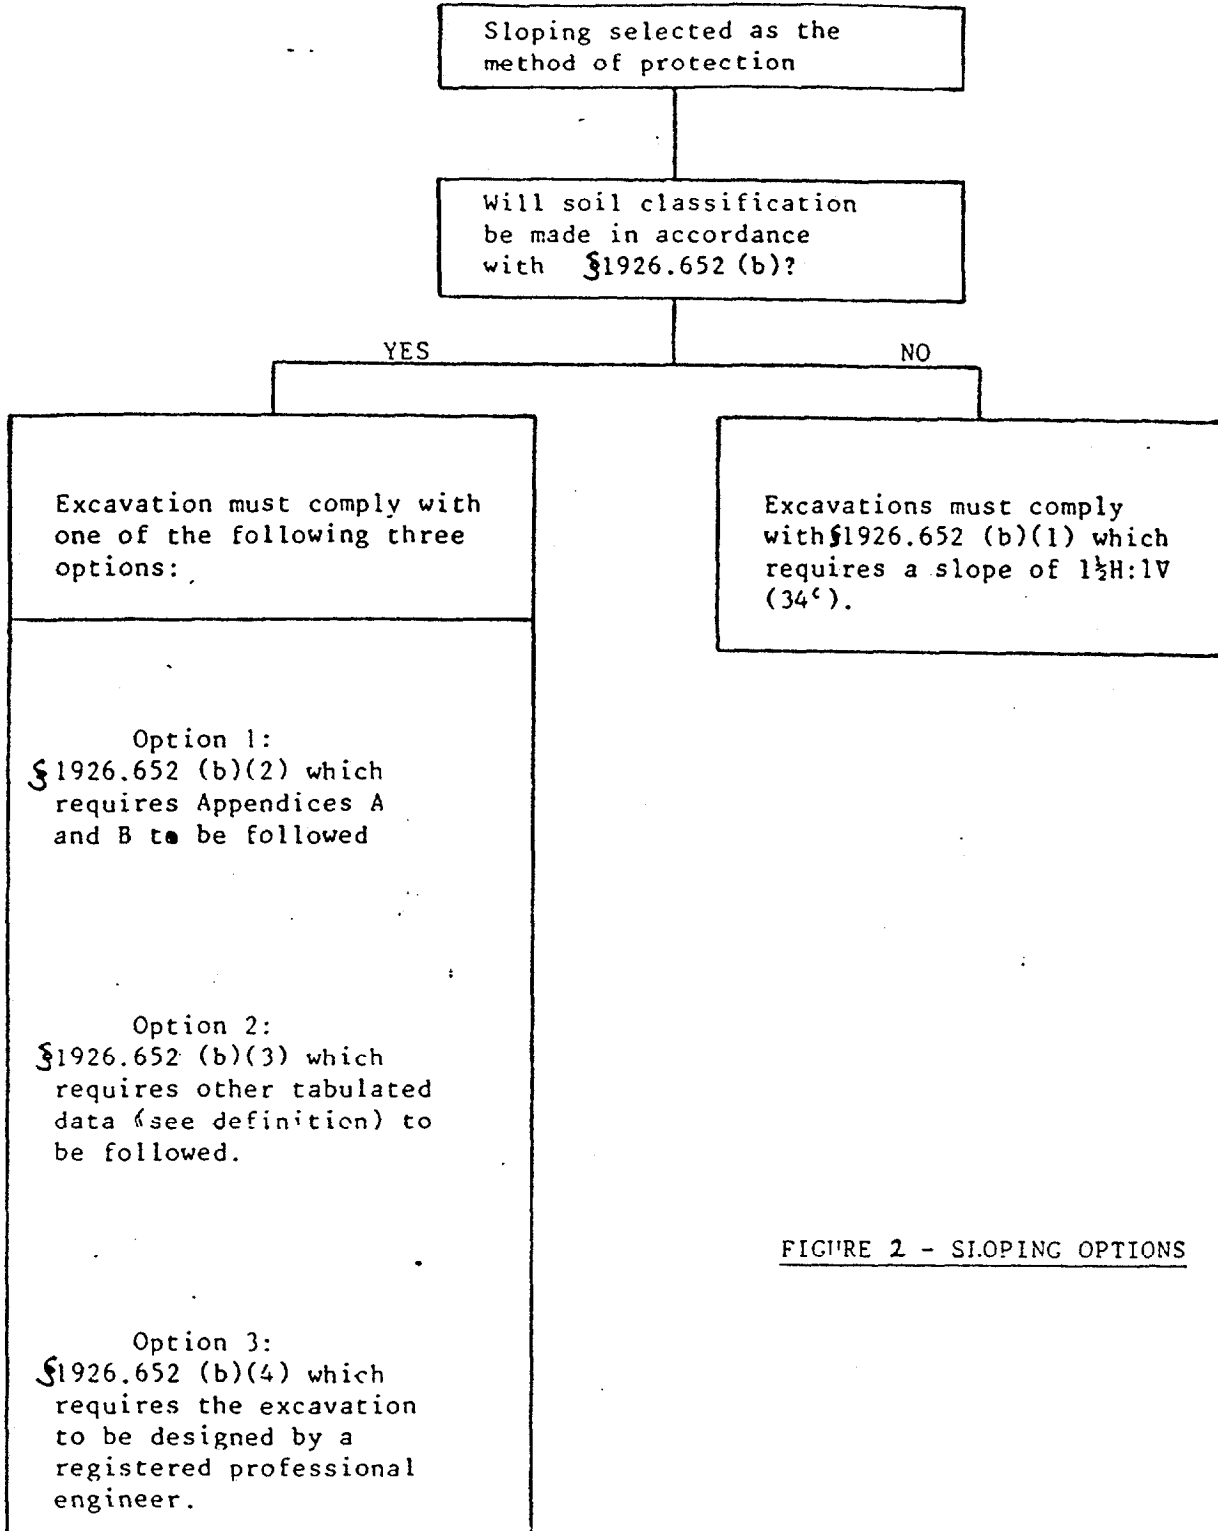 Sloping selected as the
method of protection
Will soil classification
be made in accordance
with §1926.652 (b)?
YES
NO
Excavation must comply with
one of the following three
options:
Excavations must comply
with §1926.652 (b)(1) which
requires a slope of 1½H:1V
(34°).
Option 1:
§1926.652 (b)(2) which
requires Appendices A
and B to be followed
Option 2:
§1926.652 (b)(3) which
requires other tabulated
data (see definition) to
be followed.
Option 3:
§1926.652 (b)(4) which
requires the excavation
to be designed by a
registered professional
engineer.
FIGURE 2 - SLOPING OPTIONS